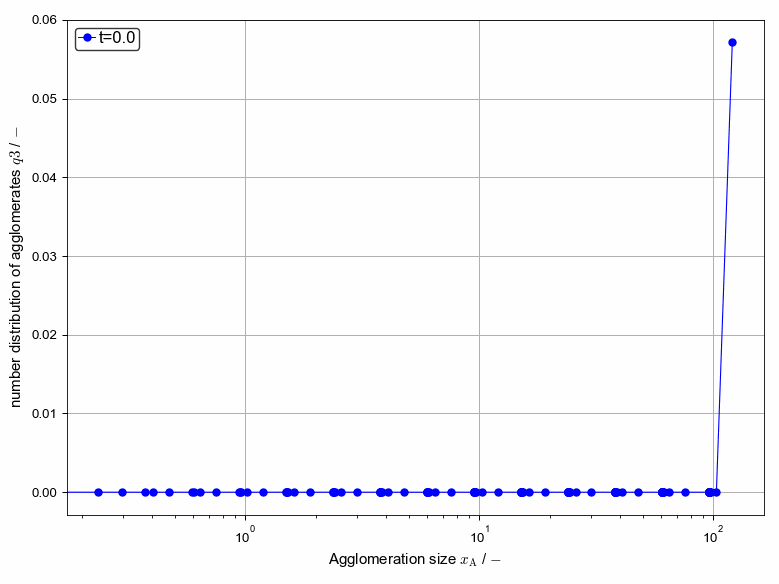 t=0.0
0.06
0.05
0.04
0.03
0.02
0.01
0.00
number distribution of agglomerates q3 / −
10⁰ 10¹ 10²
Agglomeration size x_A / −